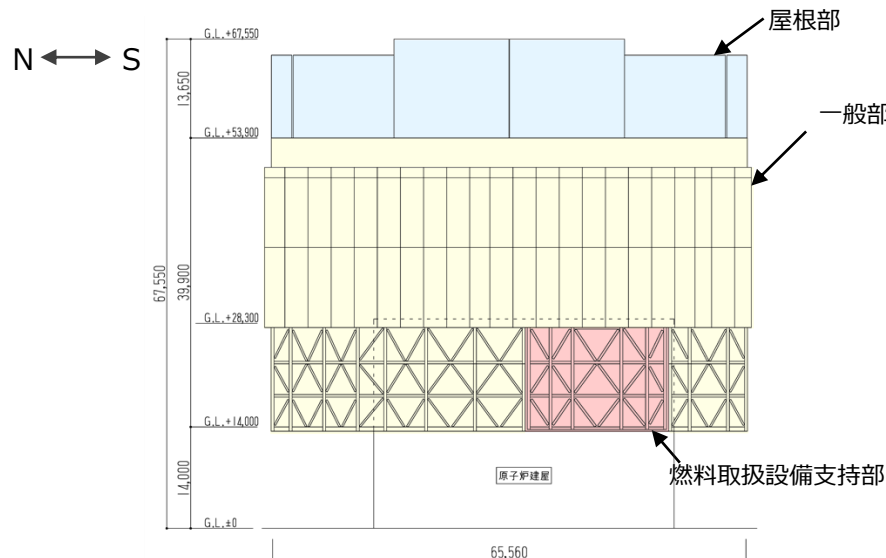 屋根部
G.L.+67,550
N S
13,650
一般部
G.L.+53,900
67,550
39,900
G.L.+28,300
G.L.+14,000
原子炉建屋
燃料取扱設備支持部
14,000
G.L.±0
65,560